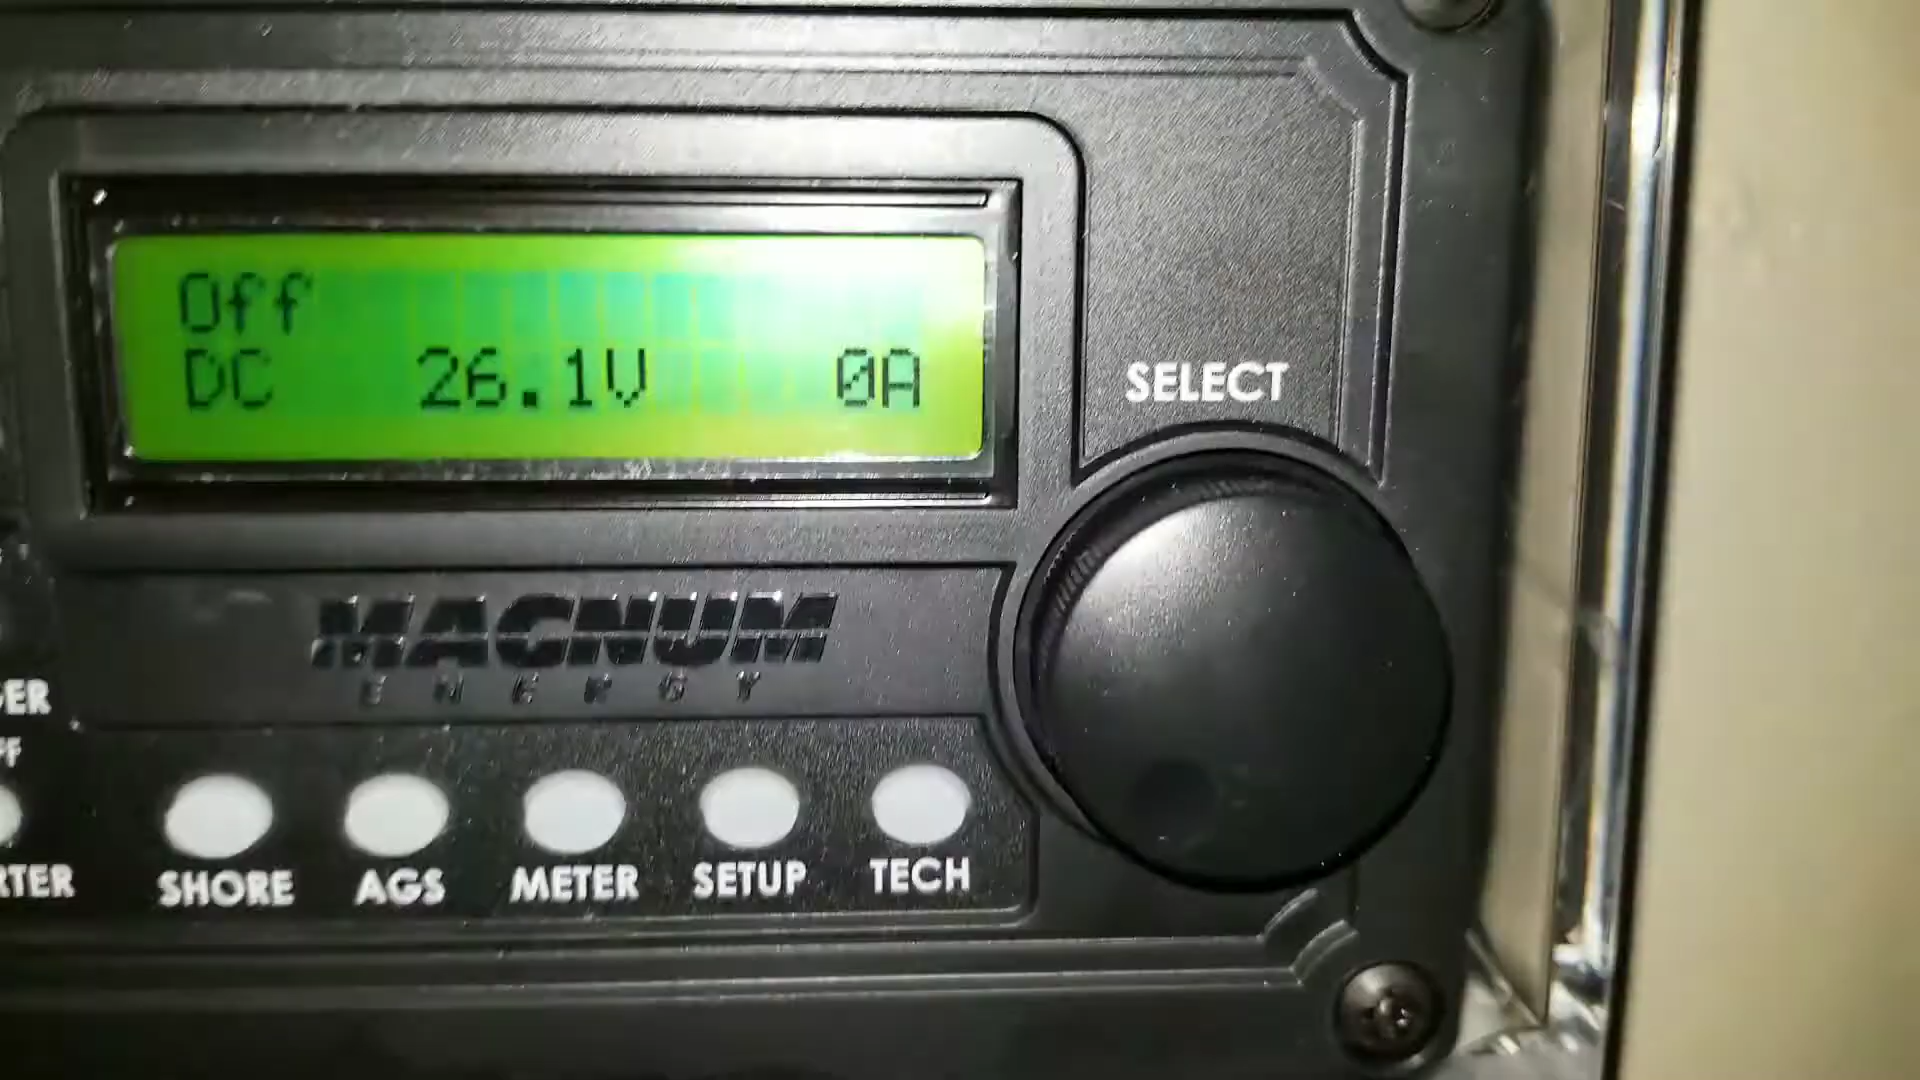 Off
DC 26.1V 0A
SELECT
MAGNUM
ENERGY
SHORE AGS METER SETUP TECH